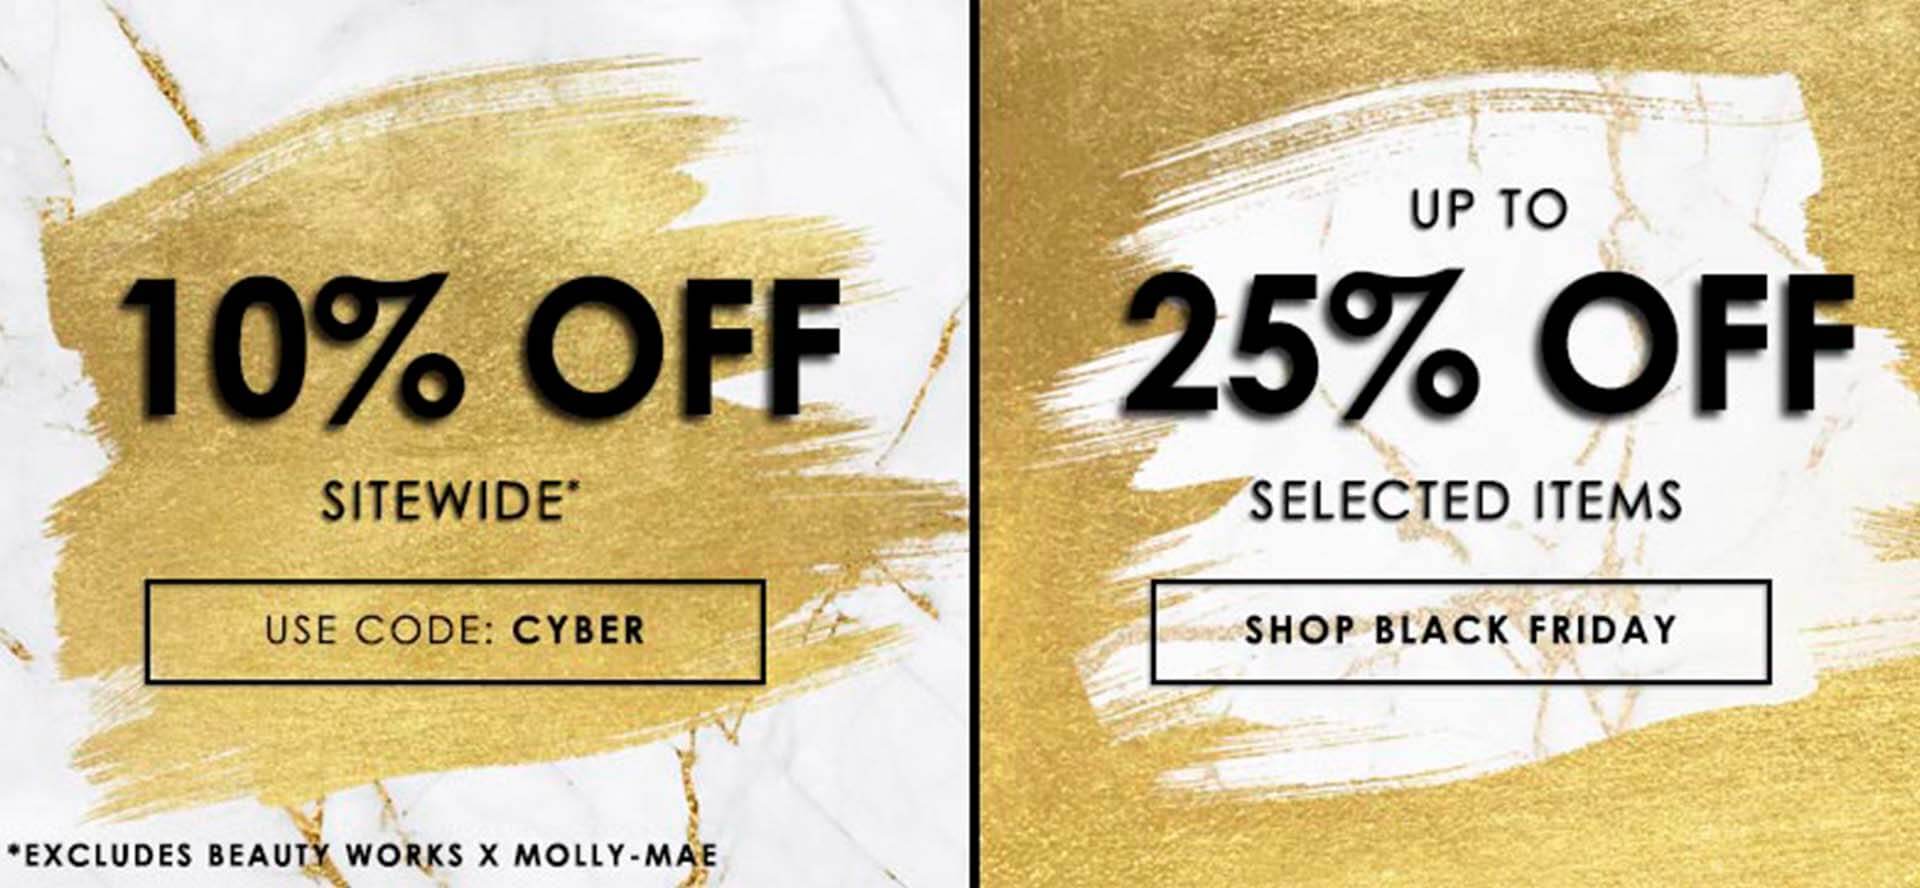 10% OFF
SITEWIDE*
USE CODE: CYBER
*EXCLUDES BEAUTY WORKS X MOLLY-MAE
UP TO
25% OFF
SELECTED ITEMS
SHOP BLACK FRIDAY